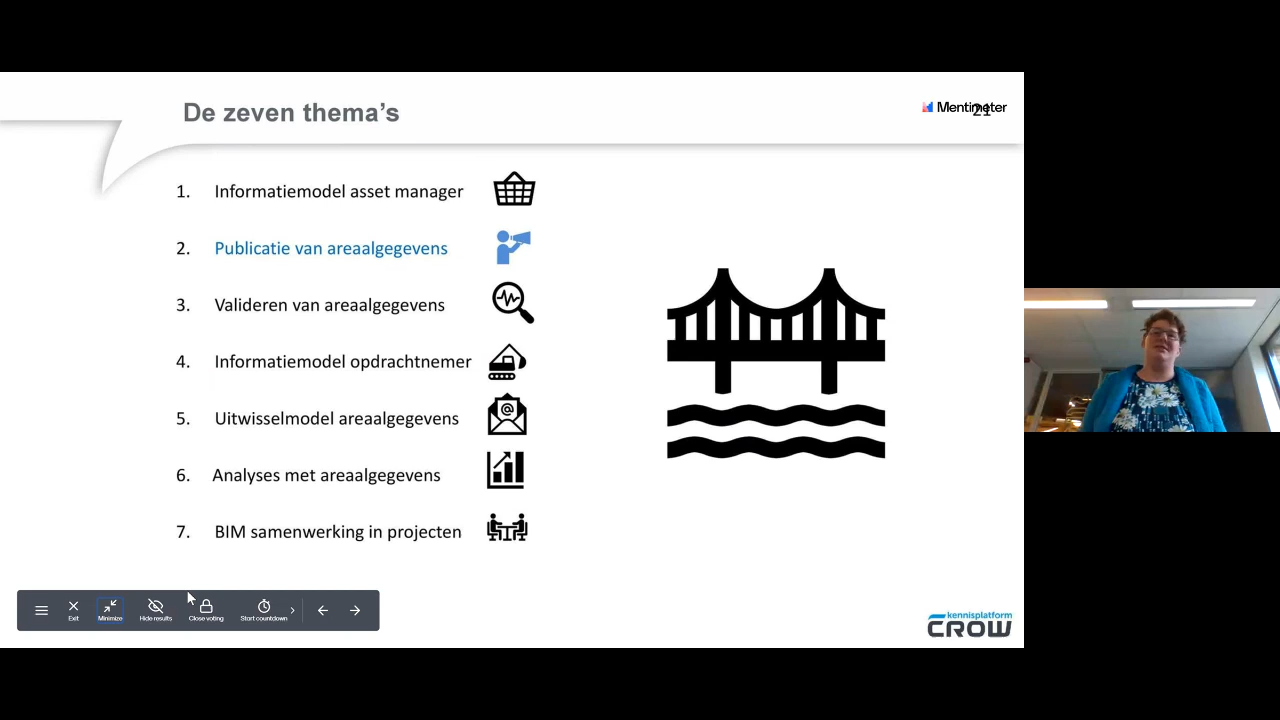 De zeven thema’s
Mentimeter
21
1. Informatiemodel asset manager
2. Publicatie van areaalgegevens
3. Valideren van areaalgegevens
4. Informatiemodel opdrachtnemer
5. Uitwisselmodel areaalgegevens
@
6. Analyses met areaalgegevens
7. BIM samenwerking in projecten
Exit Minimize Hide results Close voting Start countdown
kennisplatform
CROW